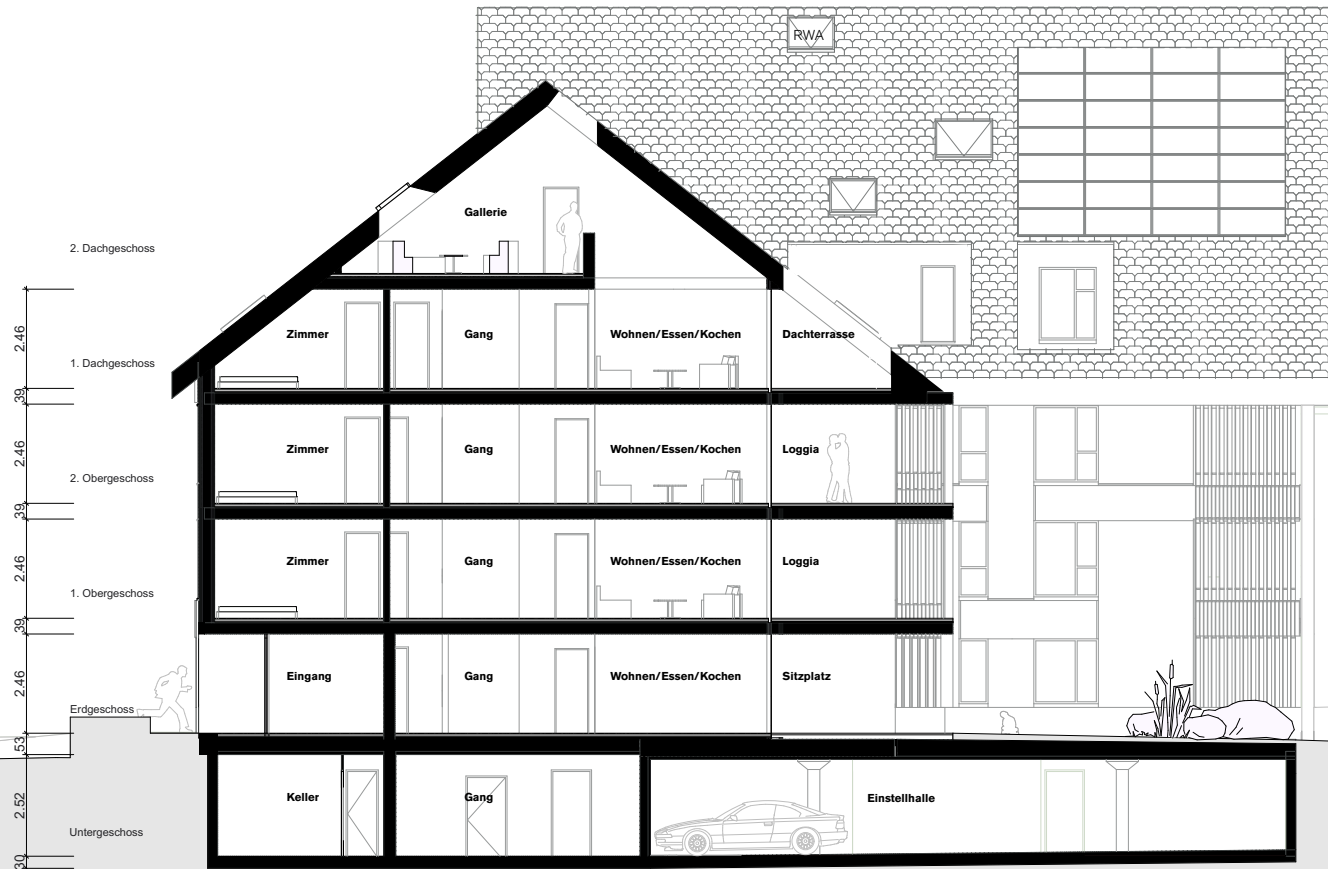 RWA
Gallerie
2. Dachgeschoss
2.46
Zimmer
Gang
Wohnen/Essen/Kochen
Dachterrasse
1. Dachgeschoss
39
2.46
Zimmer
Gang
Wohnen/Essen/Kochen
Loggia
2. Obergeschoss
39
2.46
Zimmer
Gang
Wohnen/Essen/Kochen
Loggia
1. Obergeschoss
39
2.46
Eingang
Gang
Wohnen/Essen/Kochen
Sitzplatz
Erdgeschoss
53
2.52
Keller
Gang
Einstellhalle
Untergeschoss
30